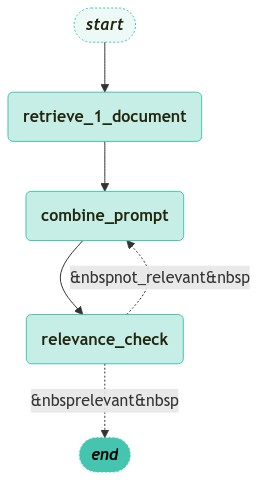 start
retrieve_1_document
combine_prompt
&nbspnot_relevant&nbsp
relevance_check
&nbsprelevant&nbsp
end